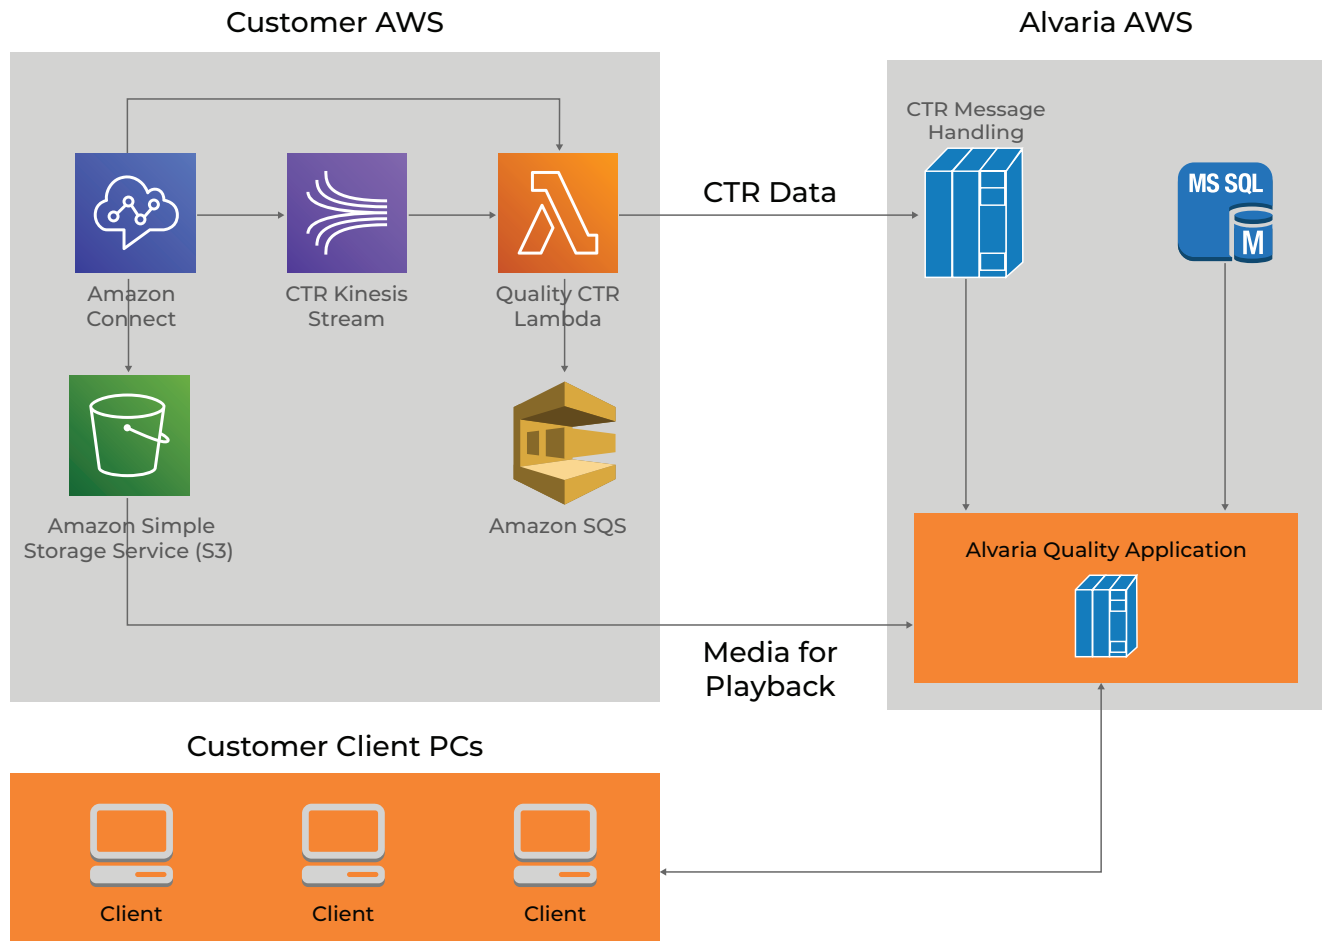 Customer AWS
Alvaria AWS
CTR Message
Handling
MS SQL
M
CTR Data
Amazon
Connect
CTR Kinesis
Stream
Quality CTR
Lambda
Amazon Simple
Storage Service (S3)
Amazon SQS
Alvaria Quality Application
Media for
Playback
Customer Client PCs
Client
Client
Client